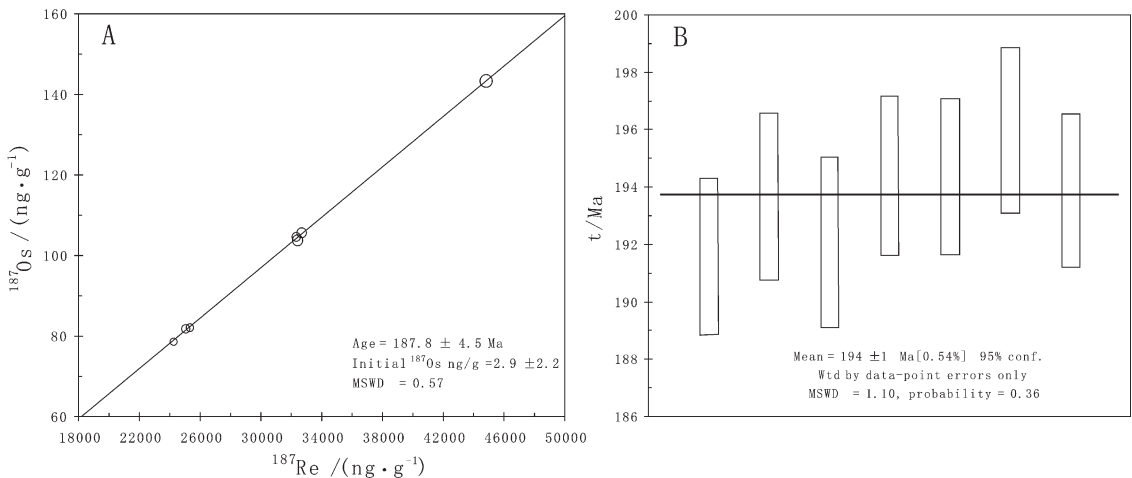 A
160
140
120
100
80
60
18000 22000 26000 30000 34000 38000 42000 46000 50000
¹⁸⁷Os / (ng·g⁻¹)
¹⁸⁷Re /(ng·g⁻¹)
Age = 187.8 ± 4.5 Ma
Initial ¹⁸⁷Os ng/g =2.9 ±2.2
MSWD = 0.57
B
200
198
196
194
192
190
188
186
t/Ma
Mean = 194 ±1 Ma[0.54%] 95% conf.
Wtd by data-point errors only
MSWD = 1.10, probability = 0.36